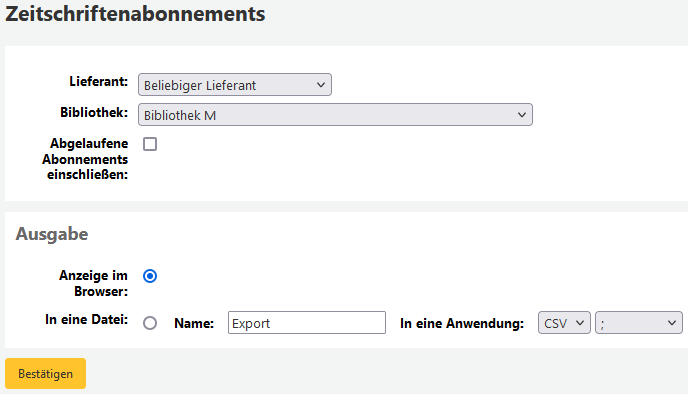 Zeitschriftenabonnements
Lieferant: Beliebiger Lieferant
Bibliothek: Bibliothek M
Abgelaufene
Abonnements
einschließen:
Ausgabe
Anzeige im
Browser:
In eine Datei: Name: Export In eine Anwendung: CSV ;
Bestätigen